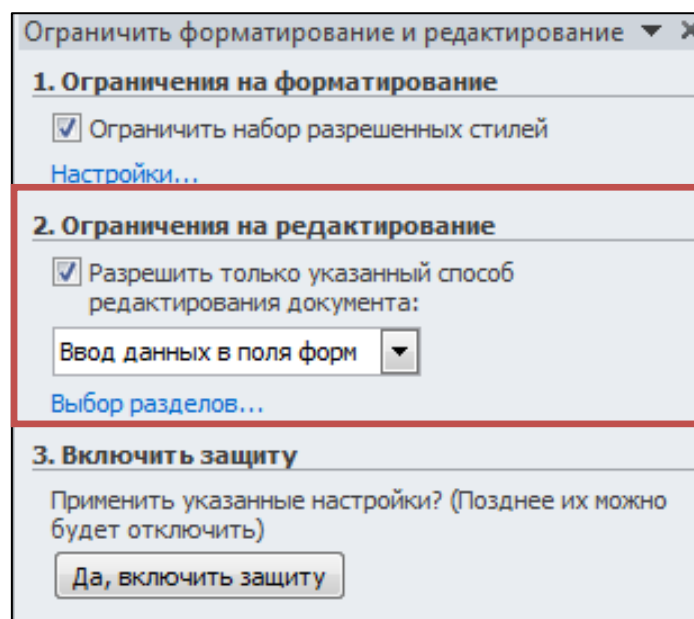 Ограничить форматирование и редактирование
1. Ограничения на форматирование
Ограничить набор разрешенных стилей
Настройки...
2. Ограничения на редактирование
Разрешить только указанный способ
редактирования документа:
Ввод данных в поля форм
Выбор разделов...
3. Включить защиту
Применить указанные настройки? (Позднее их можно
будет отключить)
Да, включить защиту